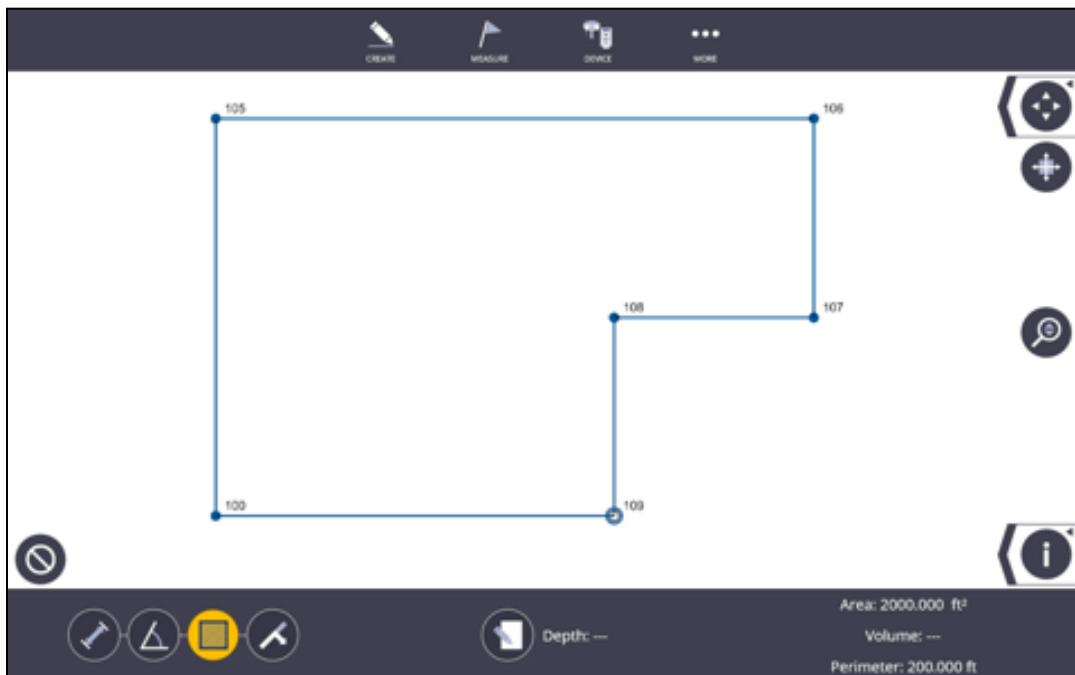 CREATE
MEASURE
DEVICE
MORE
105
106
108
107
100
109
Depth: ---
Area: 2000.000 ft²
Volume: ---
Perimeter: 200.000 ft